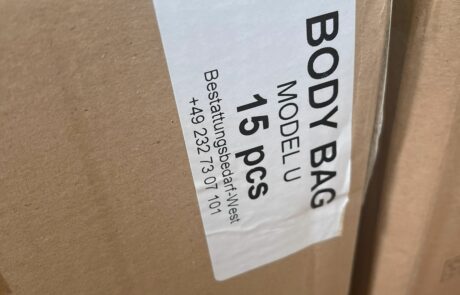 BODY BAG
MODEL U
15 pcs
Bestattungsbedarf-West
+49 232 73 07 101